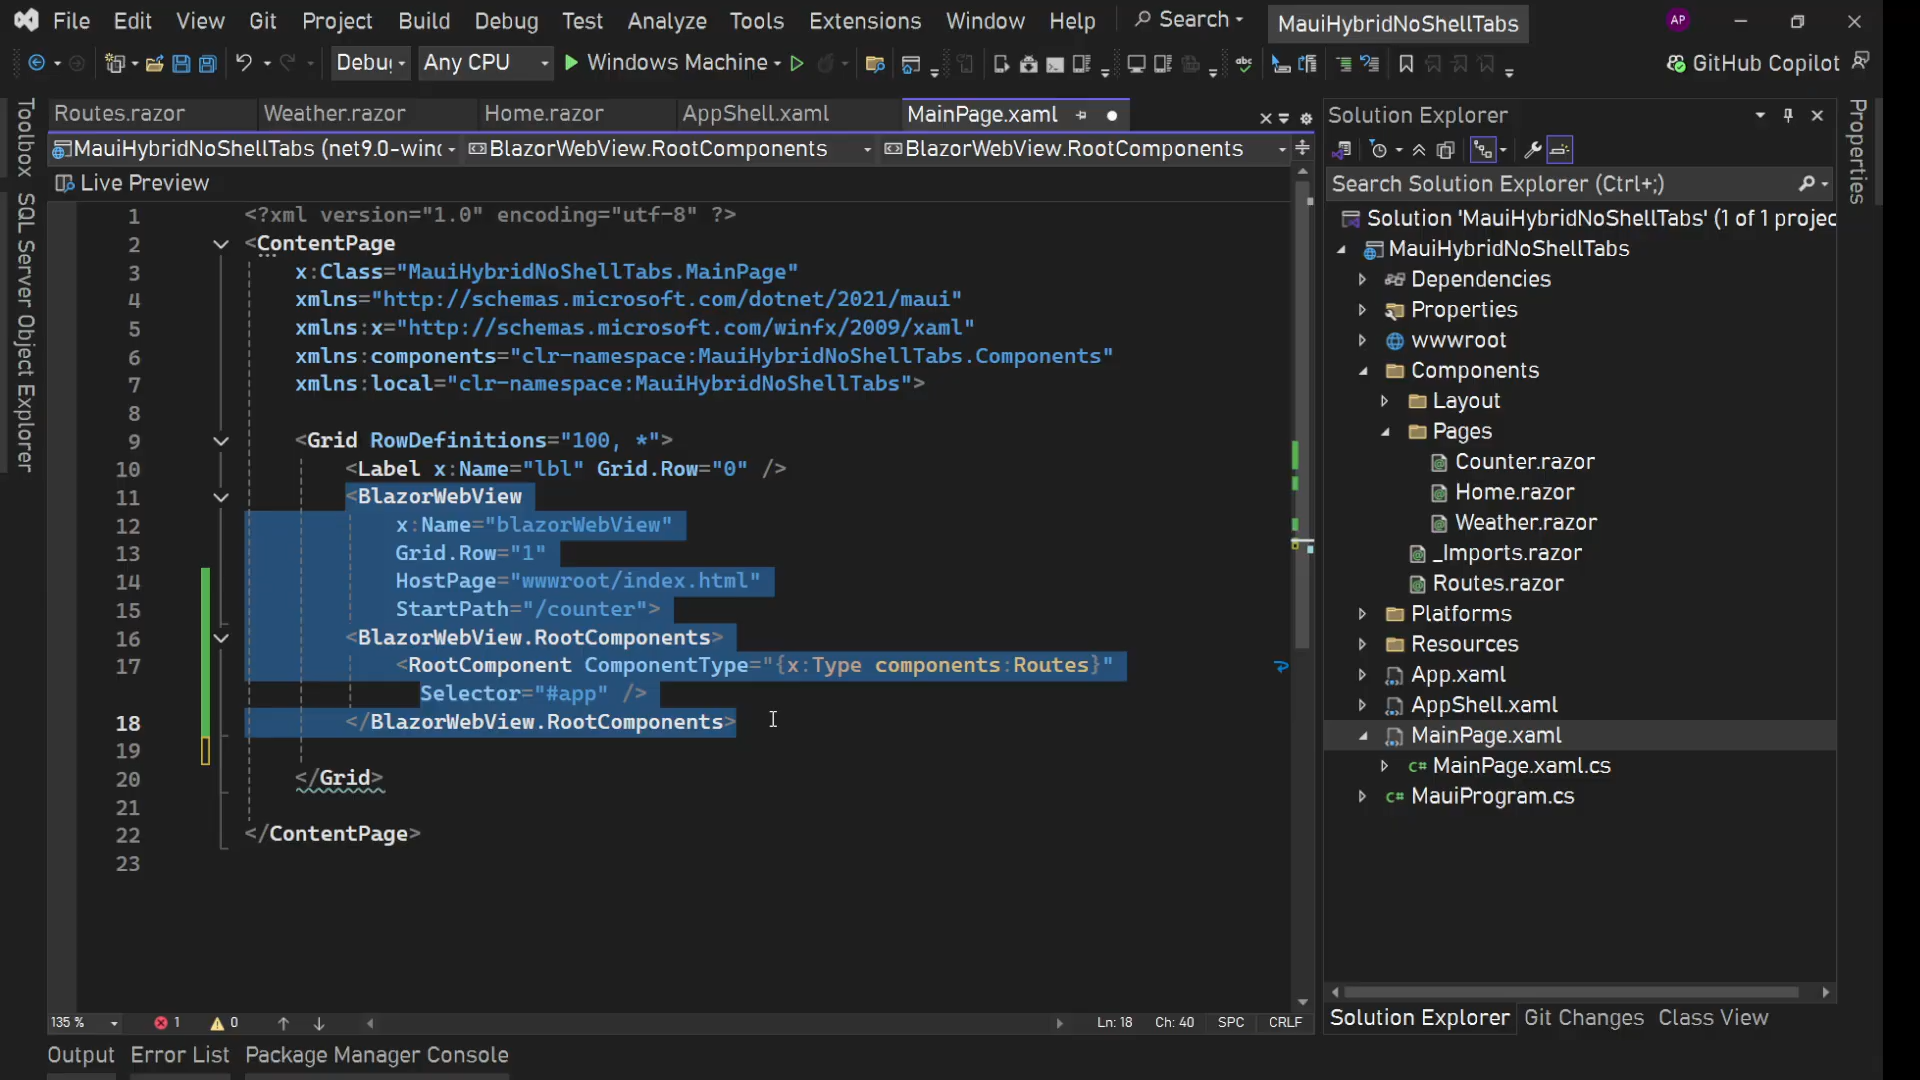 File Edit View Git Project Build Debug Test Analyze Tools Extensions Window Help Search MauiHybridNoShellTabs AP
Debug Any CPU Windows Machine GitHub Copilot
Routes.razor Weather.razor Home.razor AppShell.xaml MainPage.xaml
MauiHybridNoShellTabs (net9.0-winc BlazorWebView.RootComponents BlazorWebView.RootComponents
Live Preview
Toolbox
SQL Server Object Explorer
1 <?xml version="1.0" encoding="utf-8" ?>
2 <ContentPage
3 x:Class="MauiHybridNoShellTabs.MainPage"
4 xmlns="http://schemas.microsoft.com/dotnet/2021/maui"
5 xmlns:x="http://schemas.microsoft.com/winfx/2009/xaml"
6 xmlns:components="clr-namespace:MauiHybridNoShellTabs.Components"
7 xmlns:local="clr-namespace:MauiHybridNoShellTabs">
8
9 <Grid RowDefinitions="100, *">
10 <Label x:Name="lbl" Grid.Row="0" />
11 <BlazorWebView
12 x:Name="blazorWebView"
13 Grid.Row="1"
14 HostPage="wwwroot/index.html"
15 StartPath="/counter">
16 <BlazorWebView.RootComponents>
17 <RootComponent ComponentType="{x:Type components:Routes}"
Selector="#app" />
18 </BlazorWebView.RootComponents>
19
20 </Grid>
21
22 </ContentPage>
23
135 % 1 0 Ln: 18 Ch: 40 SPC CRLF
Output Error List Package Manager Console
Solution Explorer
Search Solution Explorer (Ctrl+;)
Solution 'MauiHybridNoShellTabs' (1 of 1 projec
MauiHybridNoShellTabs
Dependencies
Properties
wwwroot
Components
Layout
Pages
Counter.razor
Home.razor
Weather.razor
_Imports.razor
Routes.razor
Platforms
Resources
App.xaml
AppShell.xaml
MainPage.xaml
C# MainPage.xaml.cs
C# MauiProgram.cs
Solution Explorer Git Changes Class View
Properties